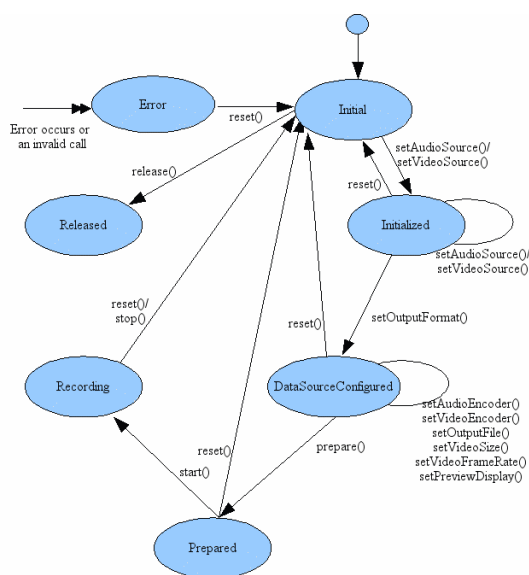 Error
Initial
reset()
Error occurs or
an invalid call
setAudioSource()/
setVideoSource()
release()
reset()
Released
Initialized
setAudioSource()/
setVideoSource()
reset()/
stop()
setOutputFormat()
reset()
Recording
DataSourceConfigured
setAudioEncoder()
setVideoEncoder()
setOutputFile()
setVideoSize()
setVideoFrameRate()
setPreviewDisplay()
reset()
prepare()
start()
Prepared